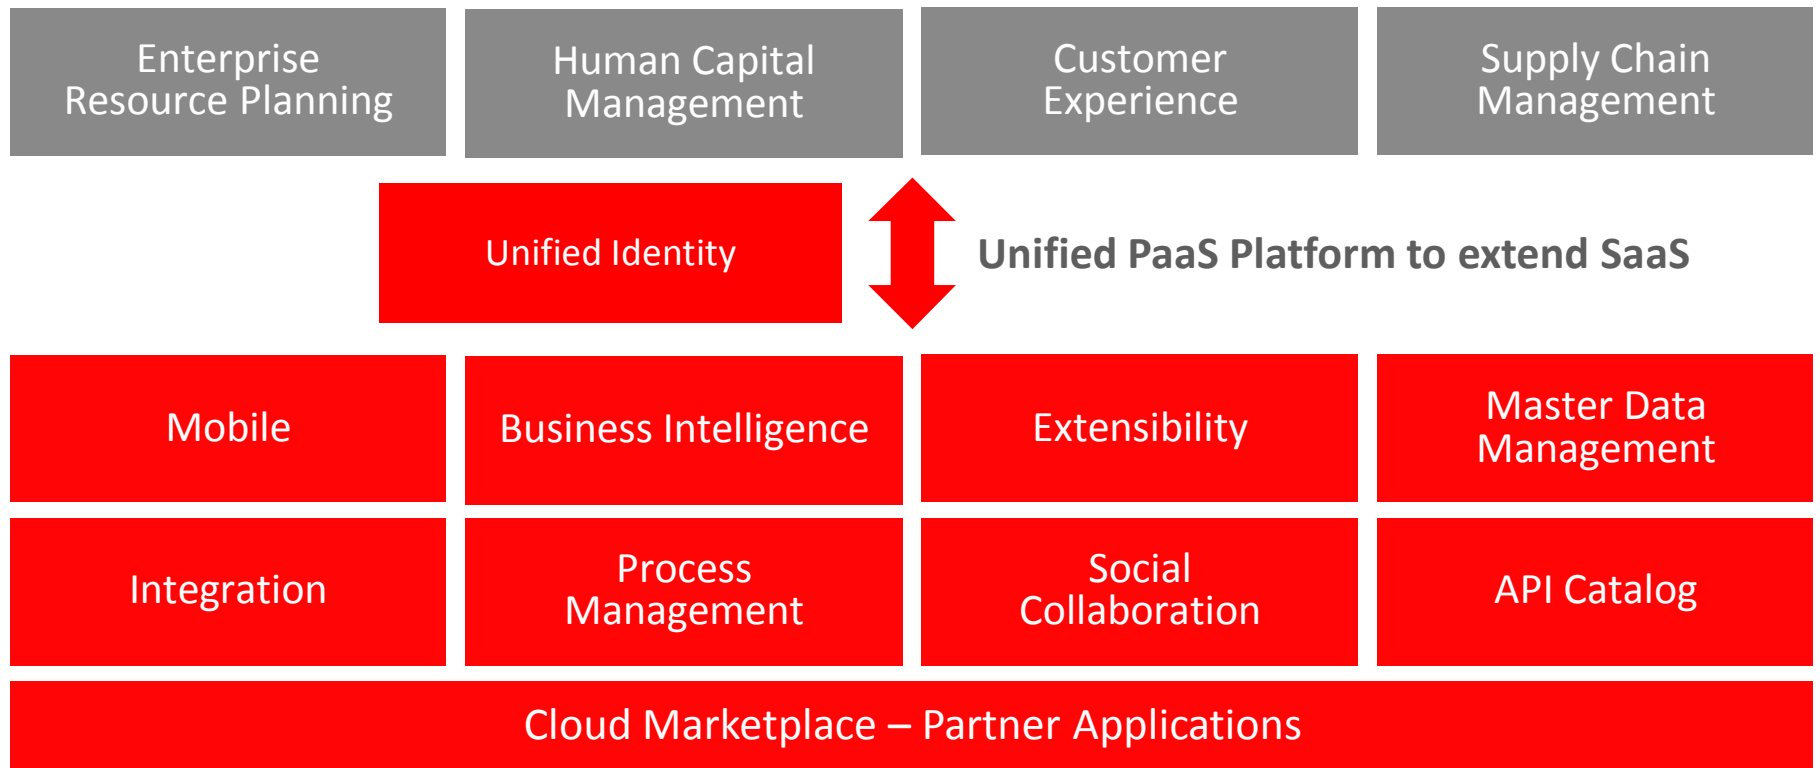 Enterprise
Resource Planning
Human Capital
Management
Customer
Experience
Supply Chain
Management
Unified Identity
Unified PaaS Platform to extend SaaS
Mobile
Business Intelligence
Extensibility
Master Data
Management
Integration
Process
Management
Social
Collaboration
API Catalog
Cloud Marketplace – Partner Applications